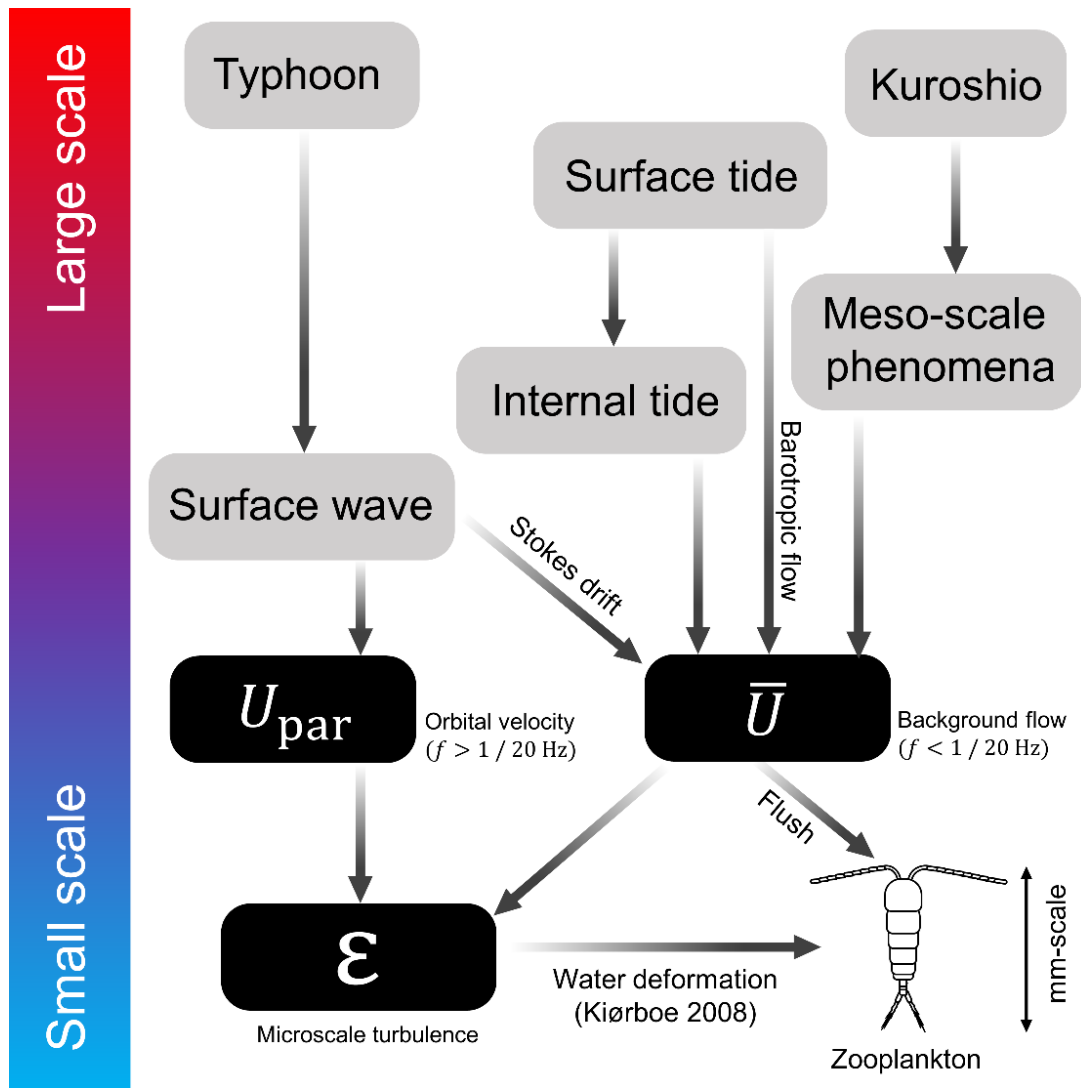 Large scale
Small scale
Typhoon
Kuroshio
Surface tide
Meso-scale
phenomena
Internal tide
Barotropic flow
Surface wave
Stokes drift
U_par
Orbital velocity
(f > 1 / 20 Hz)
U̅
Background flow
(f < 1 / 20 Hz)
Flush
ε
Microscale turbulence
Water deformation
(Kiørboe 2008)
mm-scale
Zooplankton